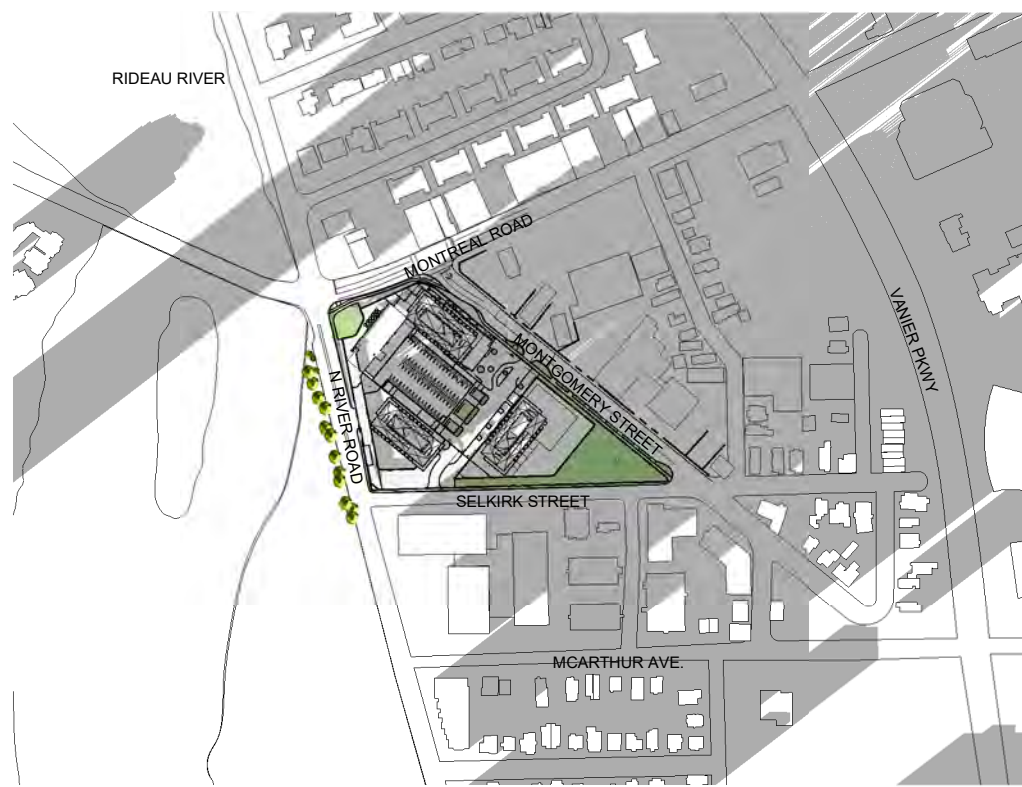 RIDEAU RIVER
MONTREAL ROAD
MONTGOMERY STREET
VANIER PKWY
N RIVER ROAD
SELKIRK STREET
MCARTHUR AVE.